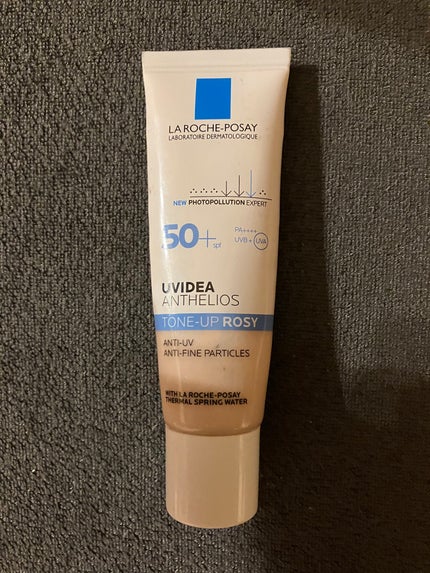 LA ROCHE-POSAY
LABORATOIRE DERMATOLOGIQUE
NEW PHOTOPOLLUTION EXPERT
50+ spf
PA++++
UVB + UVA
UVIDEA
ANTHELIOS
TONE-UP ROSY
ANTI-UV
ANTI-FINE PARTICLES
WITH LA ROCHE-POSAY
THERMAL SPRING WATER